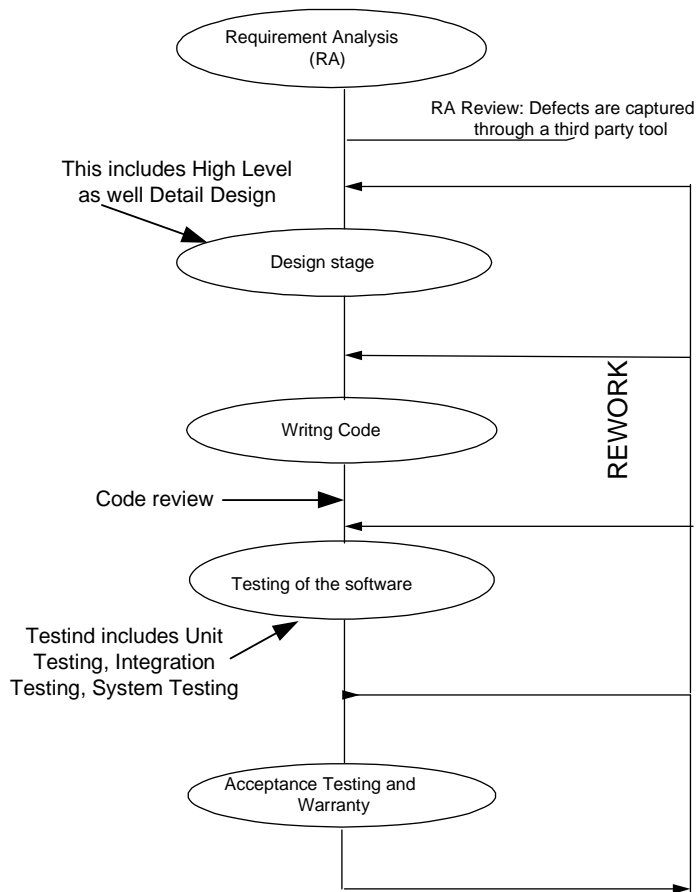 Requirement Analysis
(RA)
RA Review: Defects are captured
through a third party tool
This includes High Level
as well Detail Design
Design stage
REWORK
Writng Code
Code review
Testing of the software
Testind includes Unit
Testing, Integration
Testing, System Testing
Acceptance Testing and
Warranty